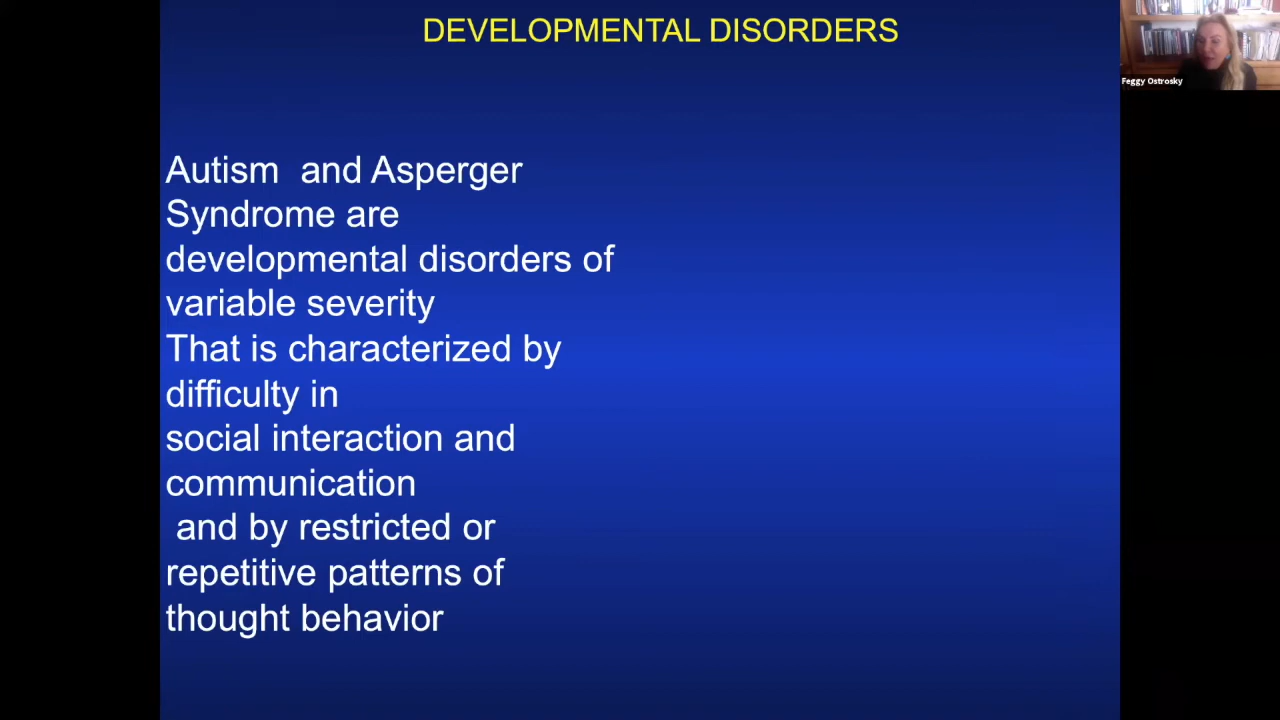 DEVELOPMENTAL DISORDERS
Feggy Ostrosky
Autism and Asperger
Syndrome are
developmental disorders of
variable severity
That is characterized by
difficulty in
social interaction and
communication
and by restricted or
repetitive patterns of
thought behavior